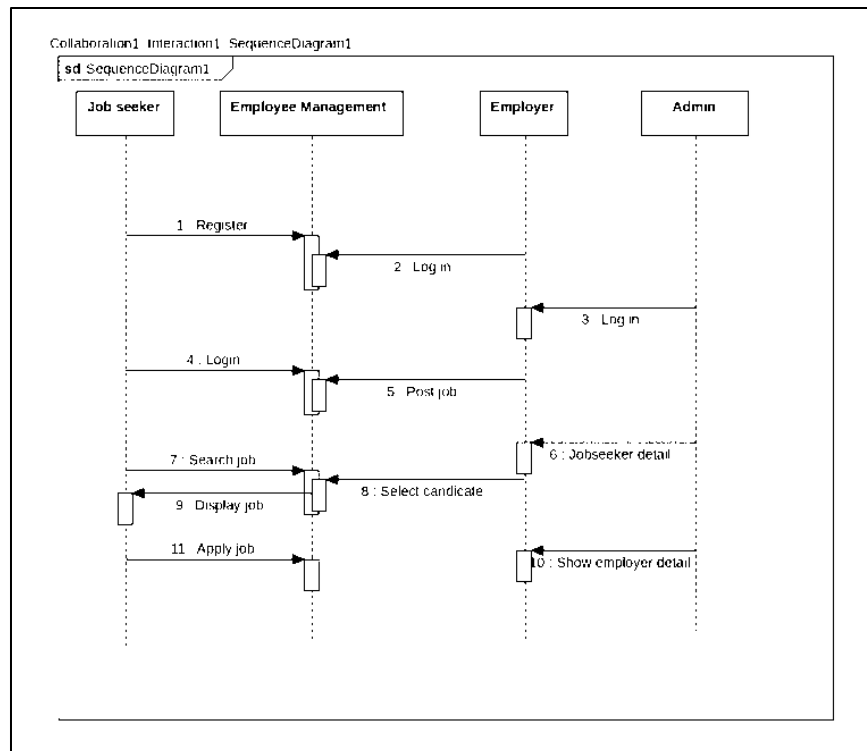 Collaboration1 Interaction1 SequenceDiagram1
sd SequenceDiagram1
Job seeker
Employee Management
Employer
Admin
1 Register
2 Log in
3 Log in
4 : Login
5 Post job
6 : Jobseeker detail
7 : Search job
8 : Select candicate
9 Display job
11 Apply job
10 : Show employer detail